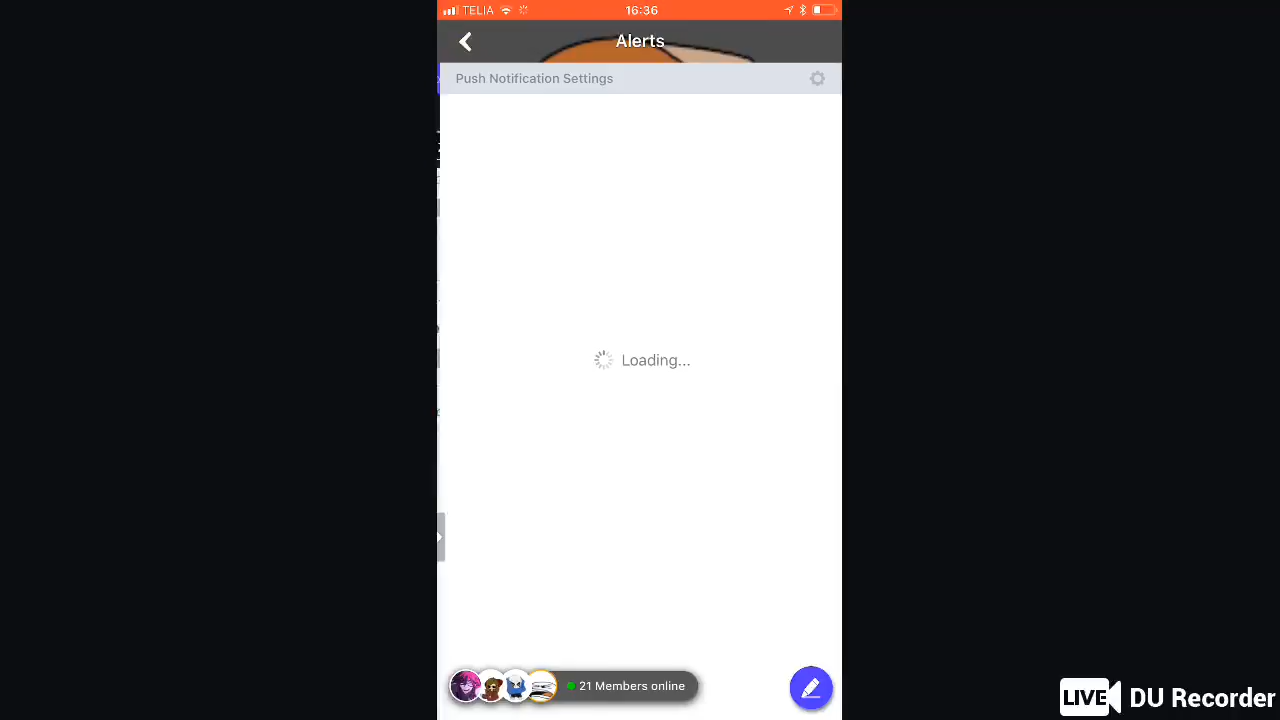 TELIA
16:36
Alerts
Push Notification Settings
Loading...
21 Members online
LIVE DU Recorder